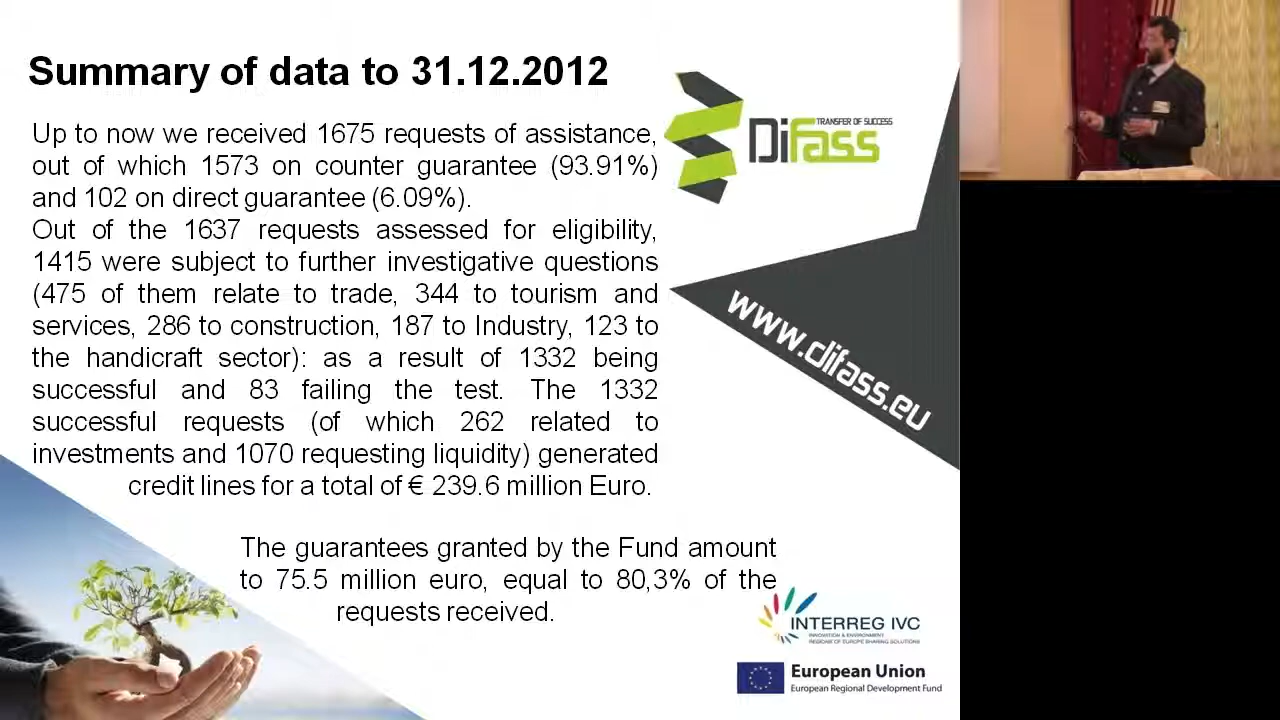 Summary of data to 31.12.2012
Up to now we received 1675 requests of assistance,
out of which 1573 on counter guarantee (93.91%)
and 102 on direct guarantee (6.09%).
Out of the 1637 requests assessed for eligibility,
1415 were subject to further investigative questions
(475 of them relate to trade, 344 to tourism and
services, 286 to construction, 187 to Industry, 123 to
the handicraft sector): as a result of 1332 being
successful and 83 failing the test. The 1332
successful requests (of which 262 related to
investments and 1070 requesting liquidity) generated
credit lines for a total of € 239.6 million Euro.
The guarantees granted by the Fund amount
to 75.5 million euro, equal to 80,3% of the
requests received.
TRANSFER OF SUCCESS
Difass
www.difass.eu
INTERREG IVC
INNOVATION & ENVIRONMENT
REGIONS OF EUROPE SHARING SOLUTIONS
European Union
European Regional Development Fund